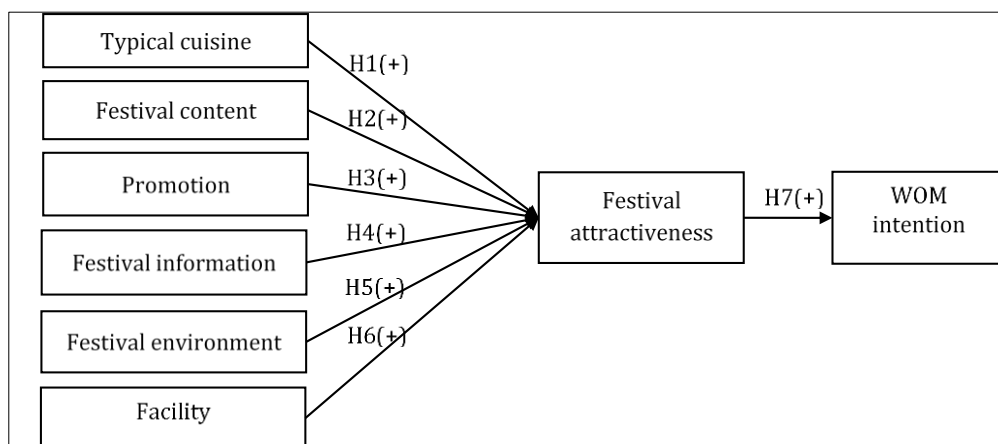 Typical cuisine
H1(+)
Festival content
H2(+)
Promotion
H3(+)
Festival information
H4(+)
Festival environment
H5(+)
Facility
H6(+)
Festival
attractiveness
H7(+)
WOM
intention